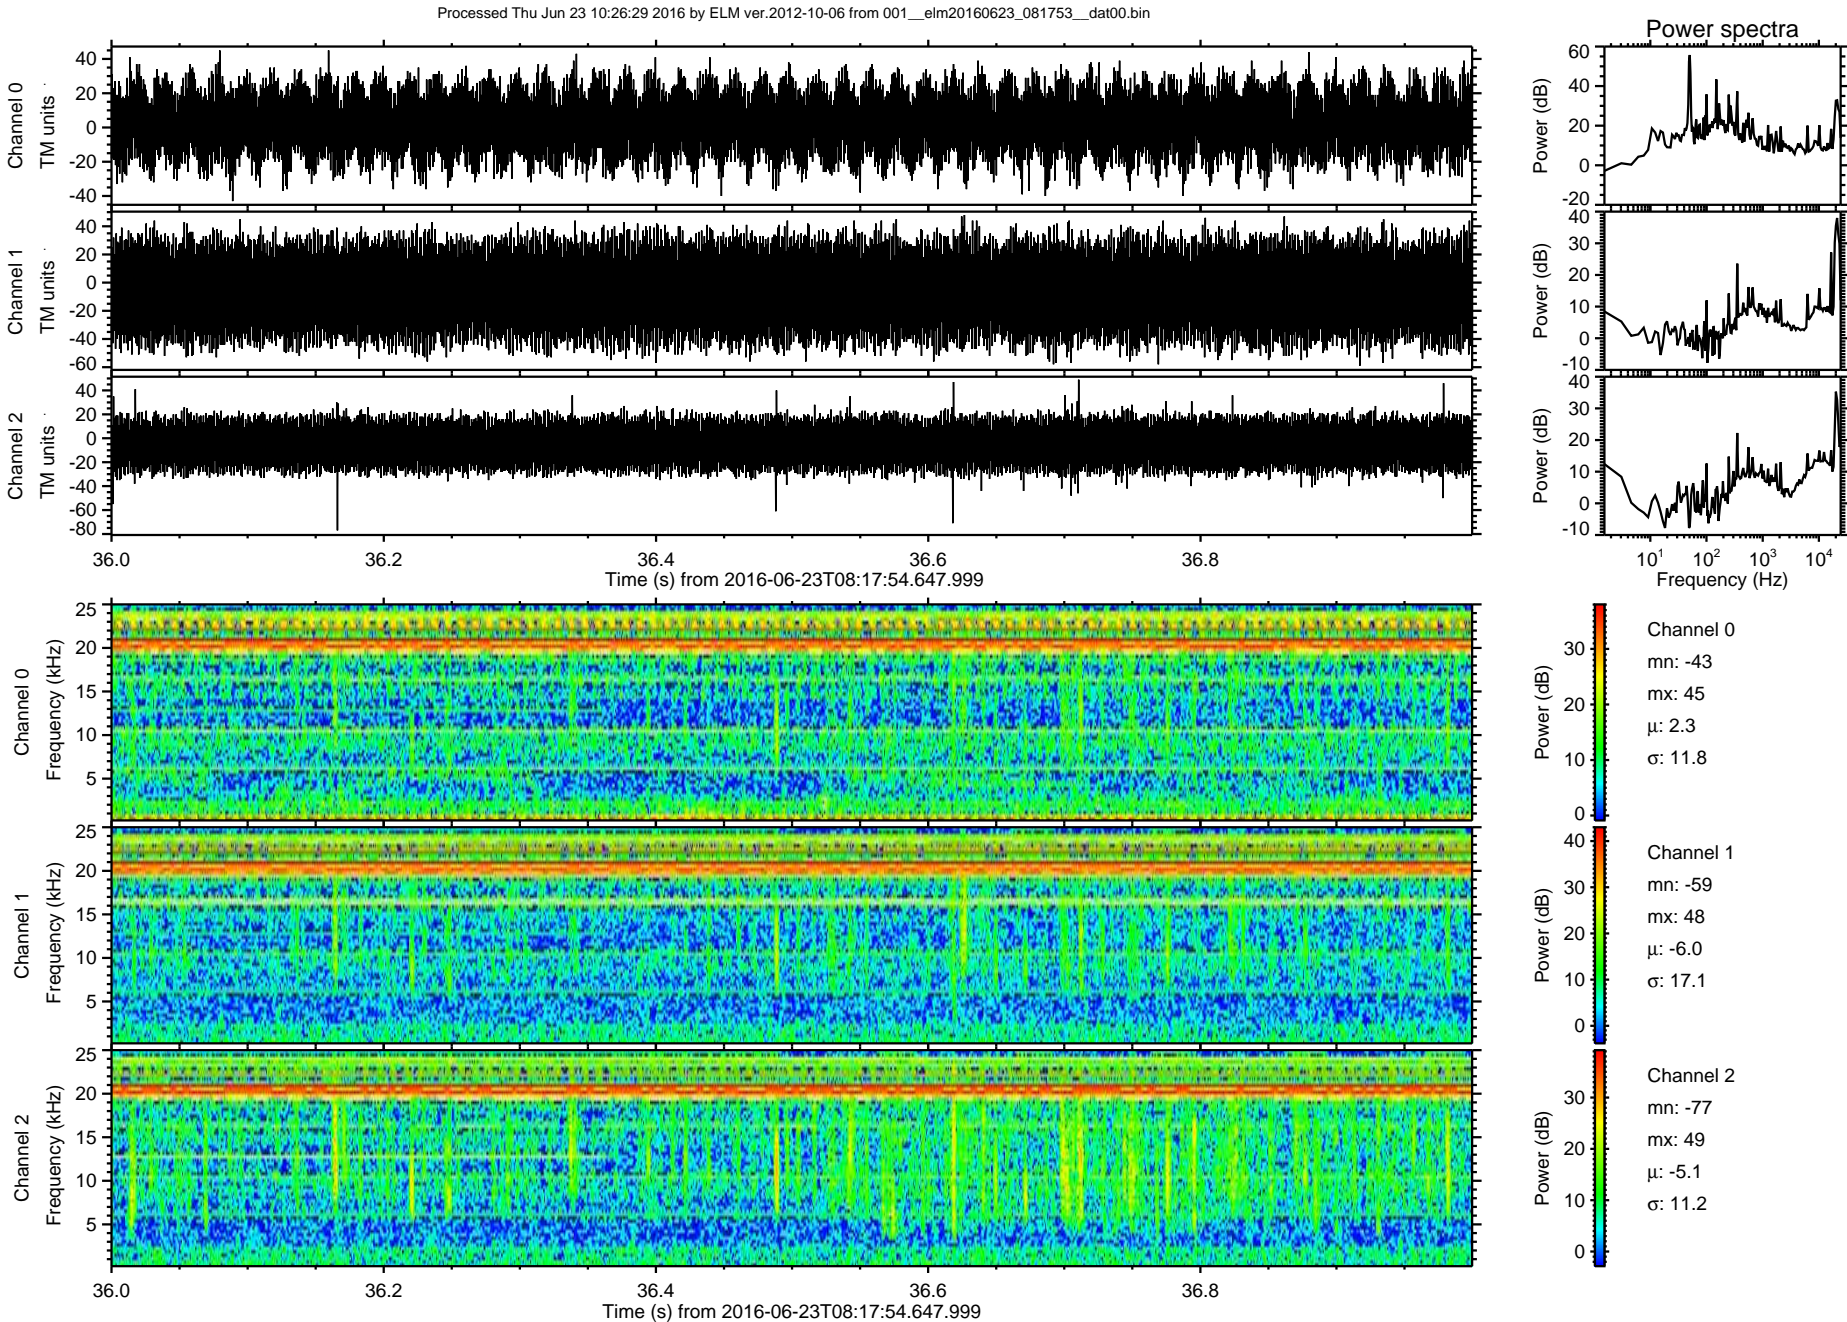 Processed Thu Jun 23 10:26:29 2016 by ELM ver.2012-10-06 from 001__elm20160623_081753__dat00.bin
Power spectra
Channel 0
TM units
40
20
0
-20
-40
Power (dB)
60
40
20
0
-20
Channel 1
TM units
40
20
0
-20
-40
-60
Power (dB)
40
30
20
10
0
-10
Channel 2
TM units
40
20
0
-20
-40
-60
-80
Power (dB)
40
30
20
10
0
-10
36.0 36.2 36.4 36.6 36.8
Time (s) from 2016-06-23T08:17:54.647.999
10¹ 10² 10³ 10⁴
Frequency (Hz)
Channel 0
Frequency (kHz)
25
20
15
10
5
Power (dB)
30
20
10
0
Channel 0
mn: -43
mx: 45
μ: 2.3
σ: 11.8
Channel 1
Frequency (kHz)
25
20
15
10
5
Power (dB)
40
30
20
10
0
Channel 1
mn: -59
mx: 48
μ: -6.0
σ: 17.1
Channel 2
Frequency (kHz)
25
20
15
10
5
Power (dB)
30
20
10
0
Channel 2
mn: -77
mx: 49
μ: -5.1
σ: 11.2
36.0 36.2 36.4 36.6 36.8
Time (s) from 2016-06-23T08:17:54.647.999